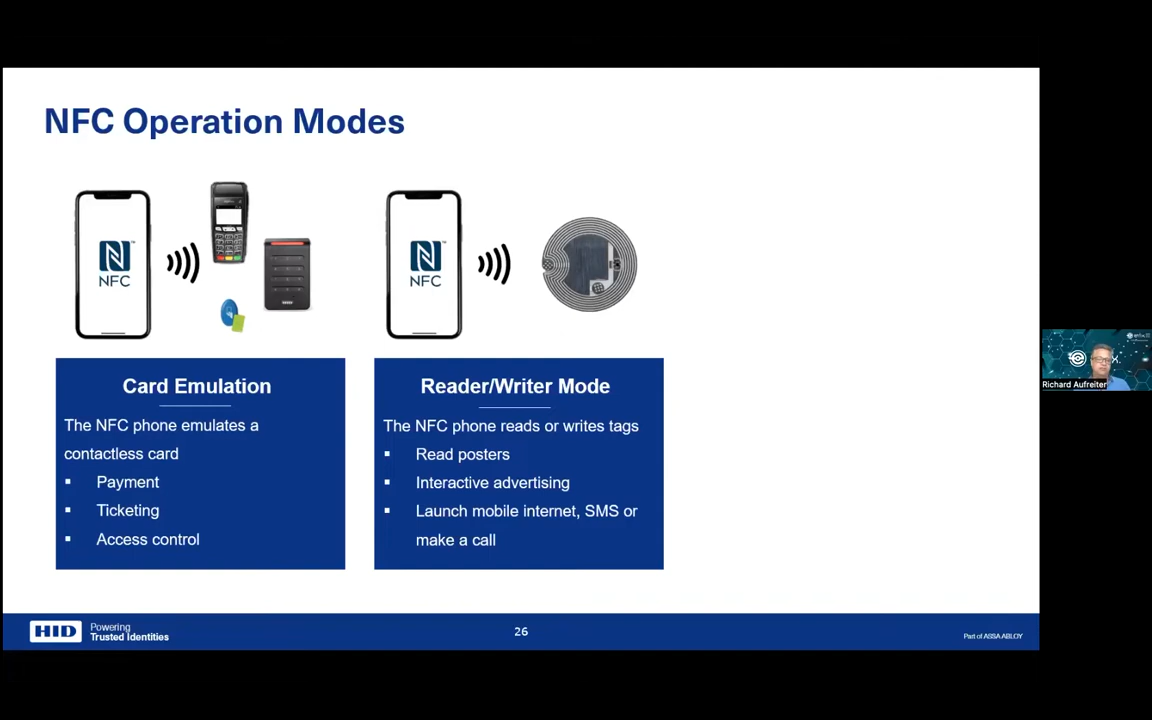 NFC Operation Modes
NFC
NFC
Card Emulation
The NFC phone emulates a
contactless card
▪ Payment
▪ Ticketing
▪ Access control
Reader/Writer Mode
The NFC phone reads or writes tags
▪ Read posters
▪ Interactive advertising
▪ Launch mobile internet, SMS or
make a call
HID
Powering
Trusted Identities
26
Part of ASSA ABLOY
Richard Aufreiter